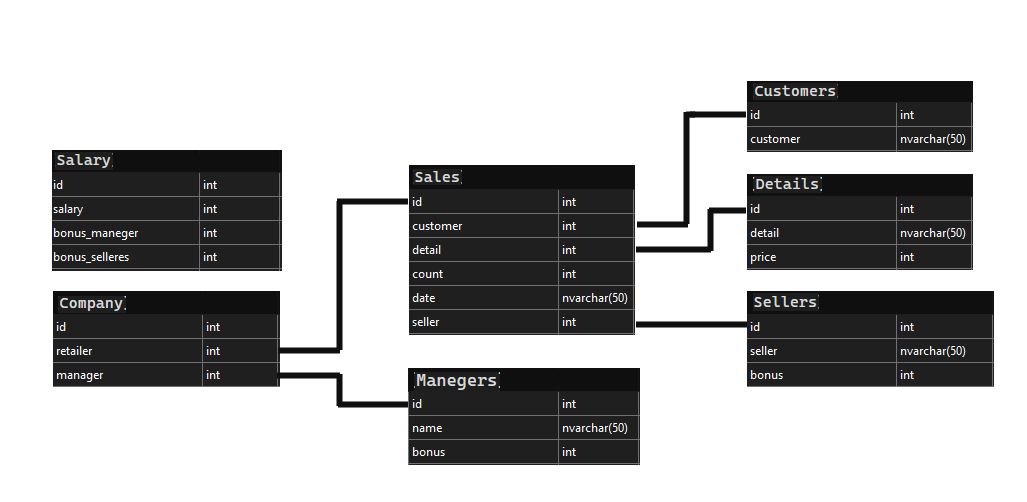 Salary
id int
salary int
bonus_maneger int
bonus_selleres int
Company
id int
retailer int
manager int
Sales
id int
customer int
detail int
count int
date nvarchar(50)
seller int
Manegers
id int
name nvarchar(50)
bonus int
Customers
id int
customer nvarchar(50)
Details
id int
detail nvarchar(50)
price int
Sellers
id int
seller nvarchar(50)
bonus int